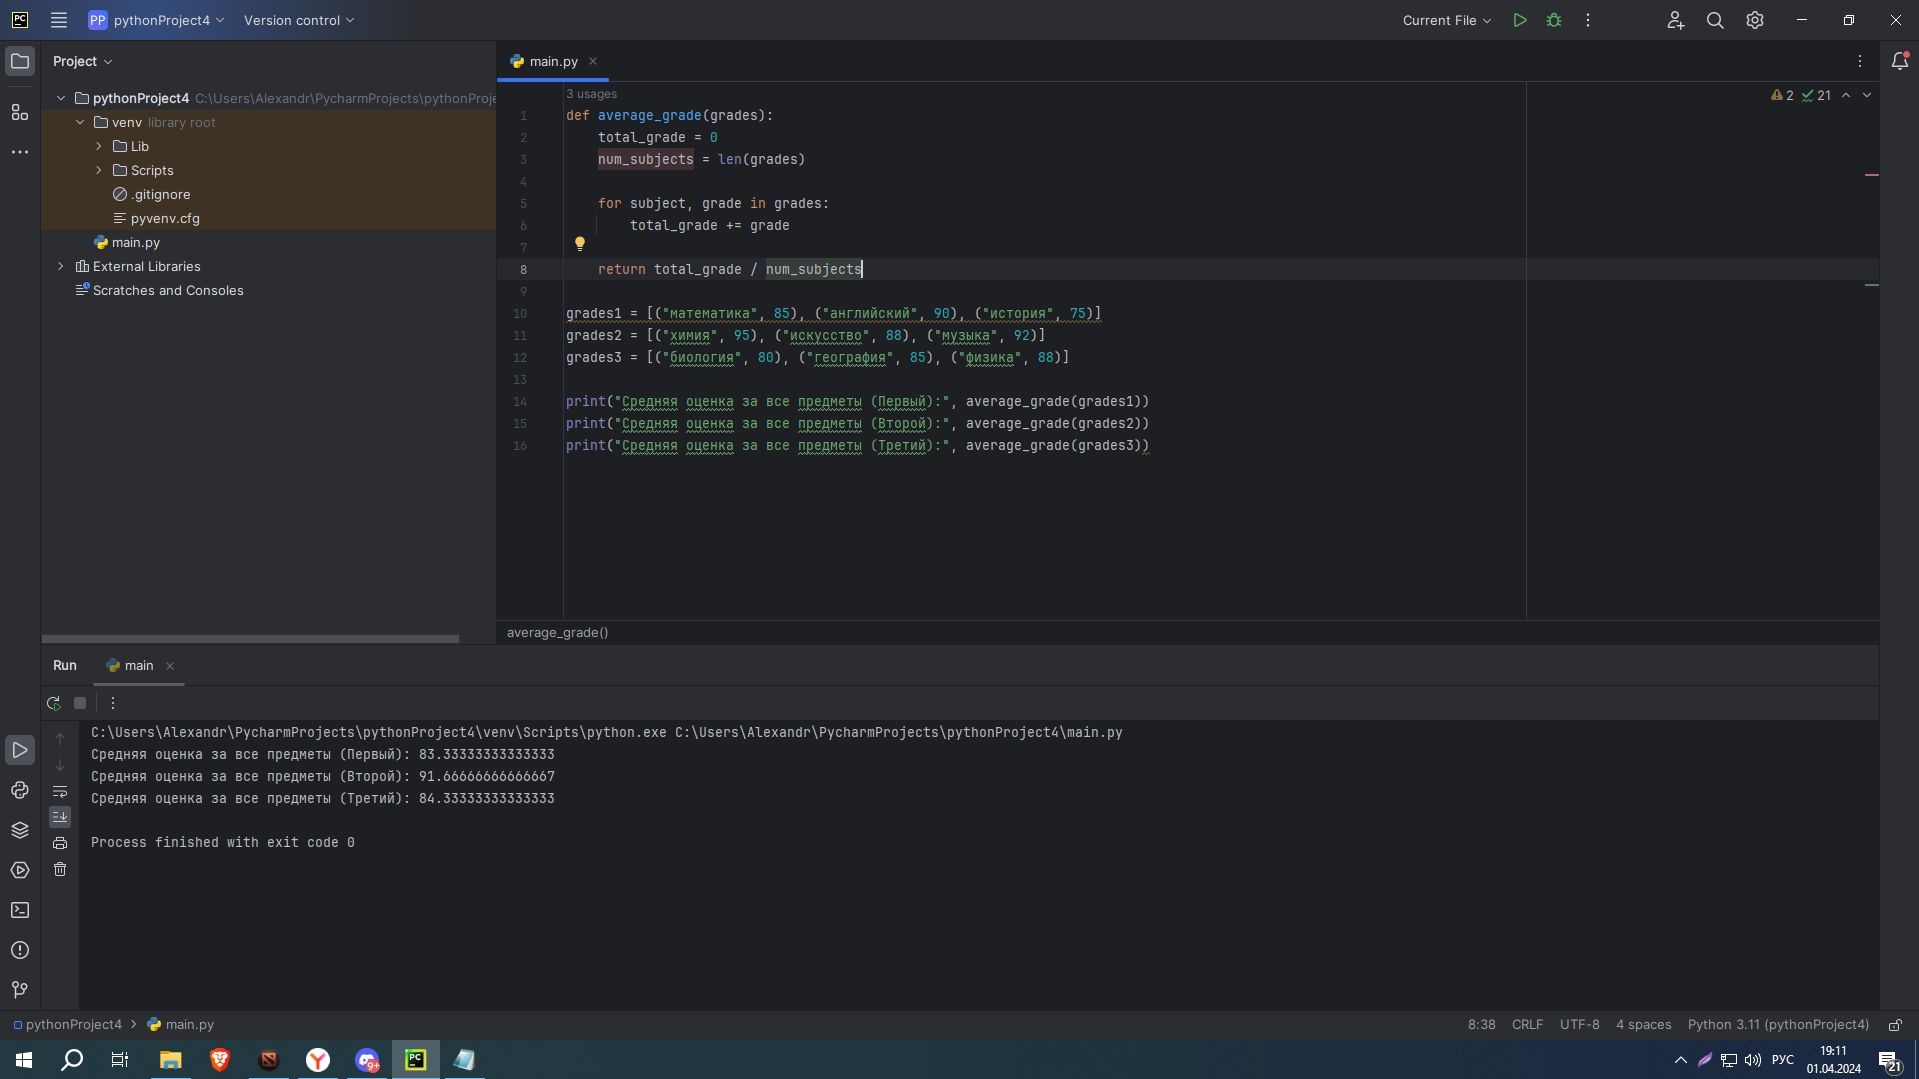 PC
PP pythonProject4
Version control
Current File
Project
main.py
pythonProject4 C:\Users\Alexandr\PycharmProjects\pythonProje
venv library root
Lib
Scripts
.gitignore
pyvenv.cfg
main.py
External Libraries
Scratches and Consoles
3 usages
2 21
1 def average_grade(grades):
2 total_grade = 0
3 num_subjects = len(grades)
4
5 for subject, grade in grades:
6 total_grade += grade
7
8 return total_grade / num_subjects
9
10 grades1 = [("математика", 85), ("английский", 90), ("история", 75)]
11 grades2 = [("химия", 95), ("искусство", 88), ("музыка", 92)]
12 grades3 = [("биология", 80), ("география", 85), ("физика", 88)]
13
14 print("Средняя оценка за все предметы (Первый):", average_grade(grades1))
15 print("Средняя оценка за все предметы (Второй):", average_grade(grades2))
16 print("Средняя оценка за все предметы (Третий):", average_grade(grades3))
average_grade()
Run main
C:\Users\Alexandr\PycharmProjects\pythonProject4\venv\Scripts\python.exe C:\Users\Alexandr\PycharmProjects\pythonProject4\main.py
Средняя оценка за все предметы (Первый): 83.33333333333333
Средняя оценка за все предметы (Второй): 91.66666666666667
Средняя оценка за все предметы (Третий): 84.33333333333333
Process finished with exit code 0
pythonProject4 > main.py
8:38 CRLF UTF-8 4 spaces Python 3.11 (pythonProject4)
9+
PC
РУС
19:11
01.04.2024
21